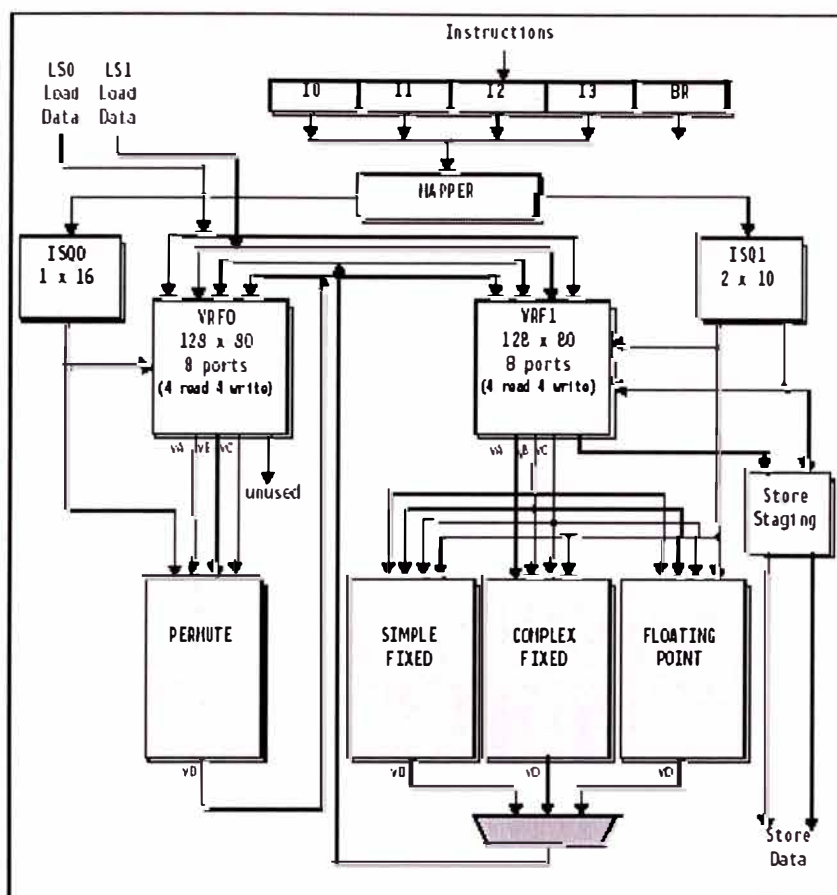 Instructions
LS0 LS1
Load Load
Data Data
I0 I1 I2 I3 BR
MAPPER
ISQ0
1 x 16
ISQ1
2 x 10
VRF0
128 x 80
8 ports
(4 read 4 write)
VRF1
128 x 80
8 ports
(4 read 4 write)
VA VB VC
unused
VA VB VC
Store
Staging
PERMUTE
SIMPLE
FIXED
COMPLEX
FIXED
FLOATING
POINT
VD
VD
VD
VD
Store
Data